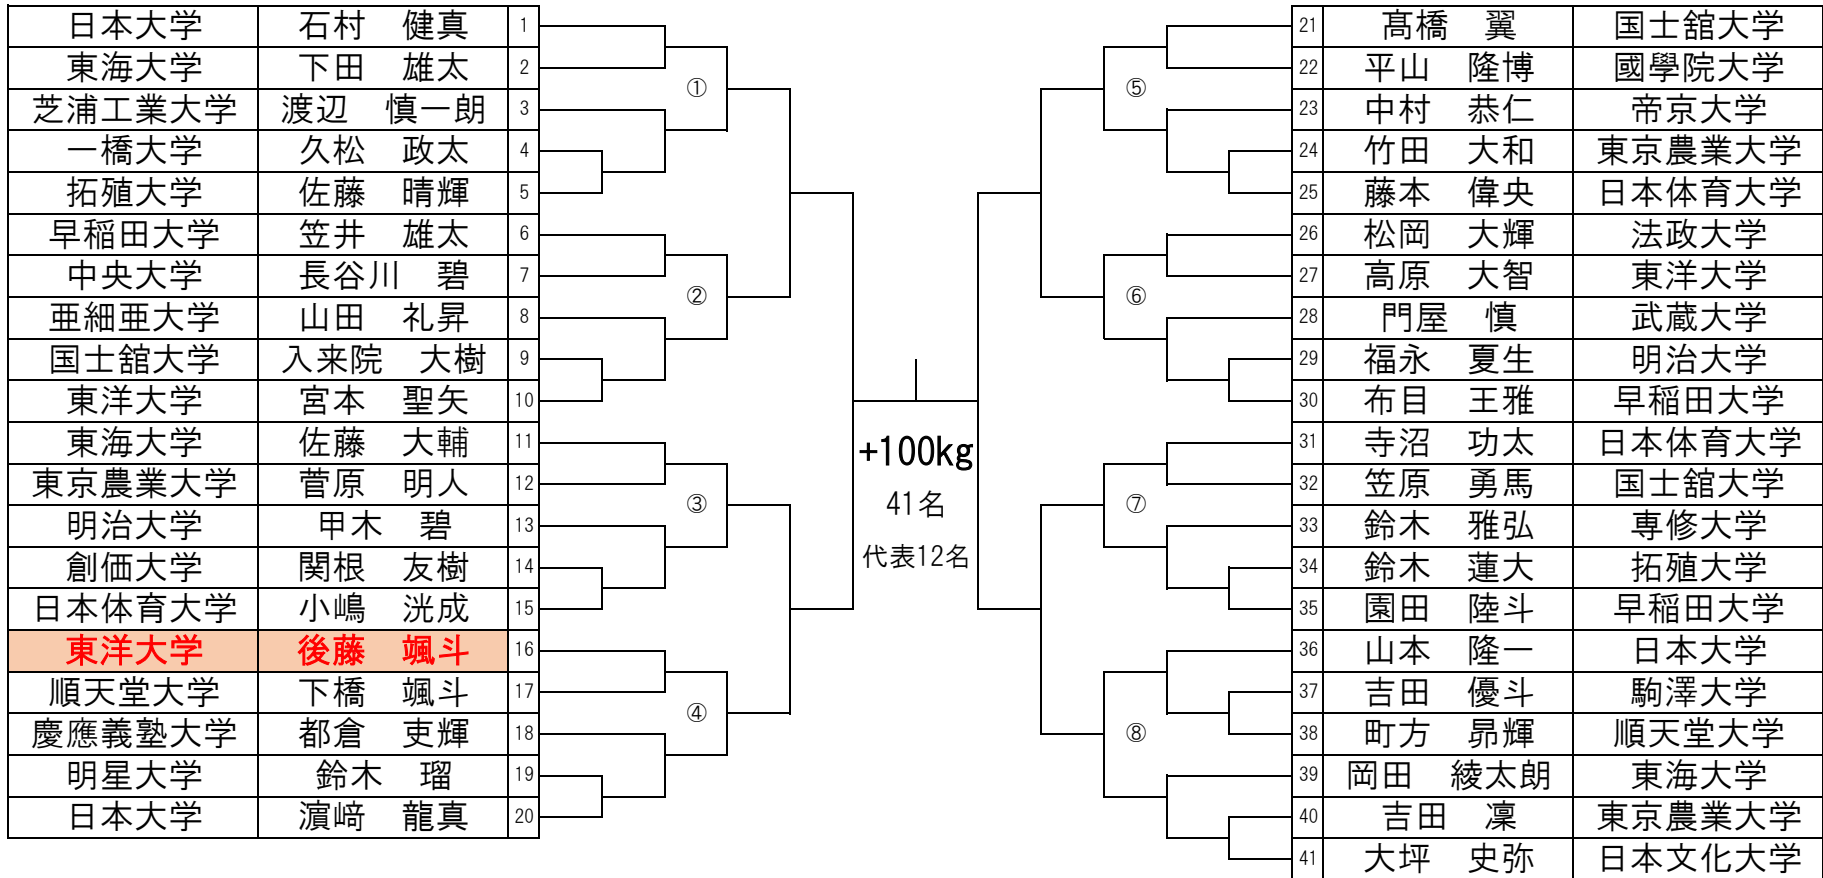 日本大学 石村 健真 1
東海大学 下田 雄太 2
芝浦工業大学 渡辺 慎一朗 3
一橋大学 久松 政太 4
拓殖大学 佐藤 晴輝 5
早稲田大学 笠井 雄太 6
中央大学 長谷川 碧 7
亜細亜大学 山田 礼昇 8
国士舘大学 入来院 大樹 9
東洋大学 宮本 聖矢 10
東海大学 佐藤 大輔 11
東京農業大学 菅原 明人 12
明治大学 甲木 碧 13
創価大学 関根 友樹 14
日本体育大学 小嶋 洸成 15
東洋大学 後藤 颯斗 16
順天堂大学 下橋 颯斗 17
慶應義塾大学 都倉 吏輝 18
明星大学 鈴木 瑠 19
日本大学 濵﨑 龍真 20
①
②
③
④
+100kg
41名
代表12名
⑤
⑥
⑦
⑧
21 髙橋 翼 国士舘大学
22 平山 隆博 國學院大学
23 中村 恭仁 帝京大学
24 竹田 大和 東京農業大学
25 藤本 偉央 日本体育大学
26 松岡 大輝 法政大学
27 高原 大智 東洋大学
28 門屋 慎 武蔵大学
29 福永 夏生 明治大学
30 布目 王雅 早稲田大学
31 寺沼 功太 日本体育大学
32 笠原 勇馬 国士舘大学
33 鈴木 雅弘 専修大学
34 鈴木 蓮大 拓殖大学
35 園田 陸斗 早稲田大学
36 山本 隆一 日本大学
37 吉田 優斗 駒澤大学
38 町方 昴輝 順天堂大学
39 岡田 綾太朗 東海大学
40 吉田 凜 東京農業大学
41 大坪 史弥 日本文化大学